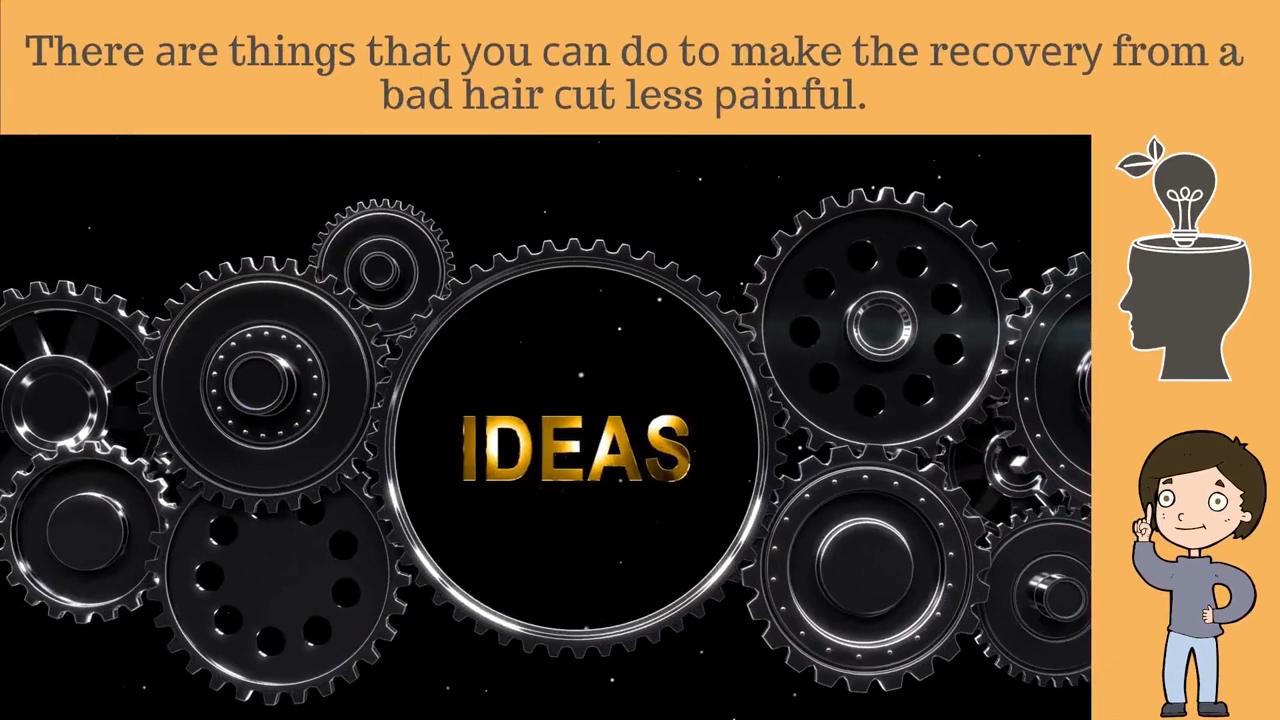 There are things that you can do to make the recovery from a
bad hair cut less painful.
IDEAS